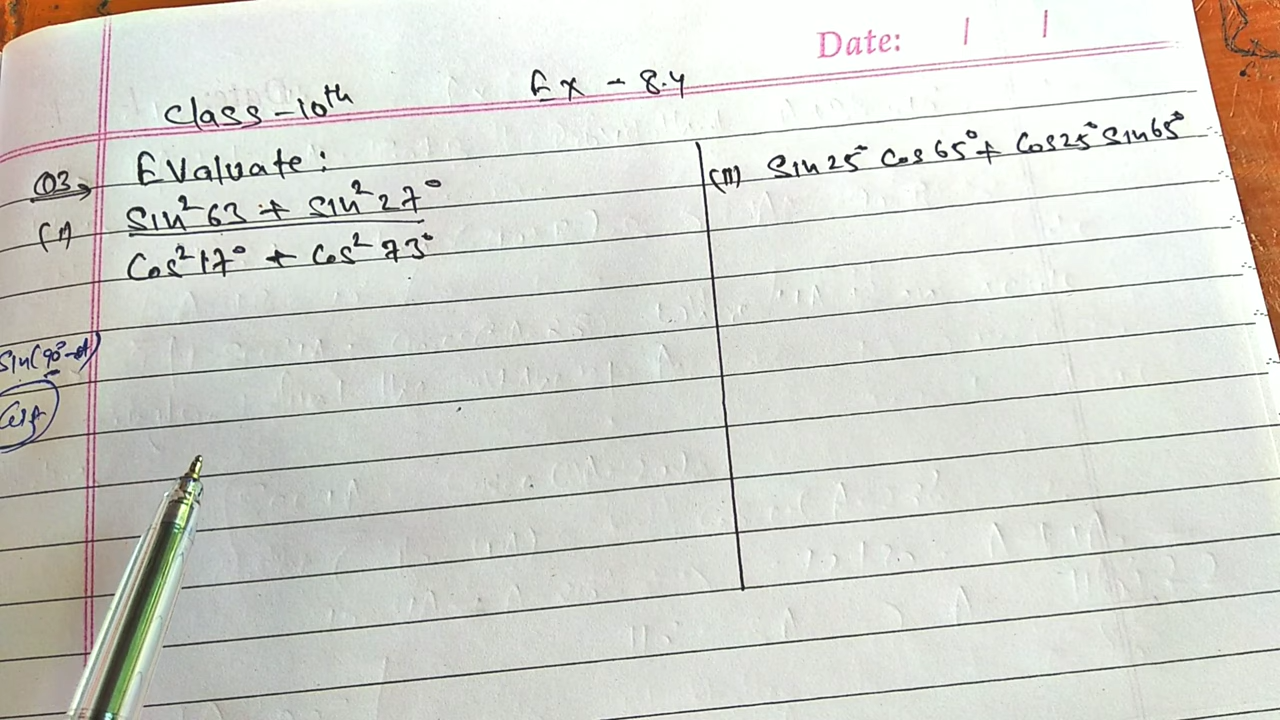 Date: / /
Class-10th Ex - 8.4
Q3, Evaluate:
(i) Sin²63 + Sin²27°
Cos²17° + Cos²73°
(ii) Sin25° Cos65° + Cos25° Sin65°
Sin(90°-A)